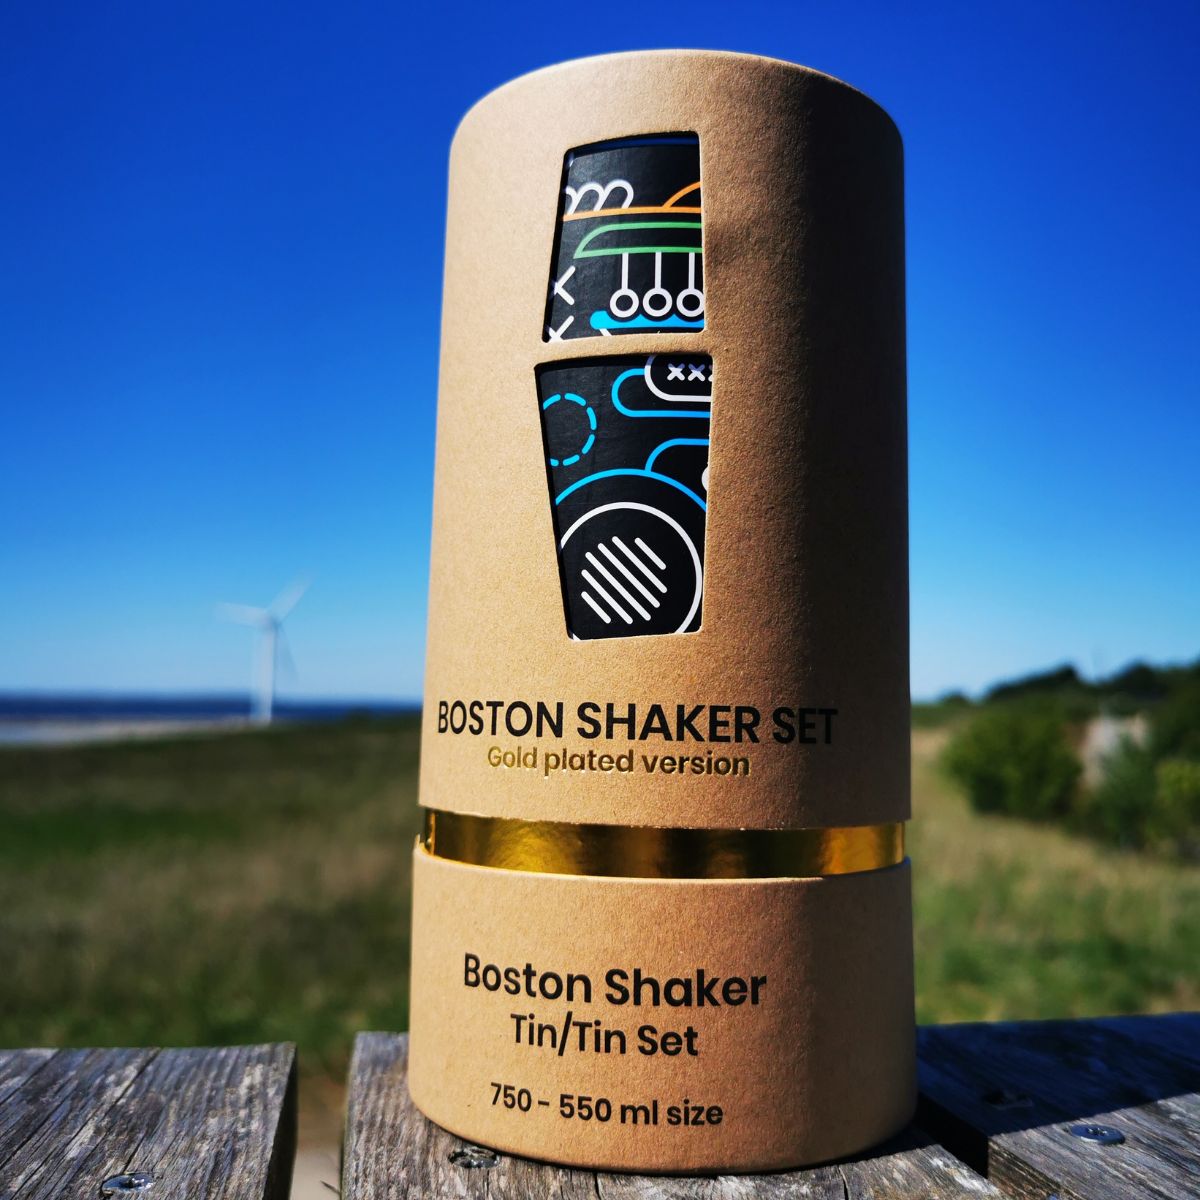 BOSTON SHAKER SET
Gold plated version
Boston Shaker
Tin/Tin Set
750 - 550 ml size